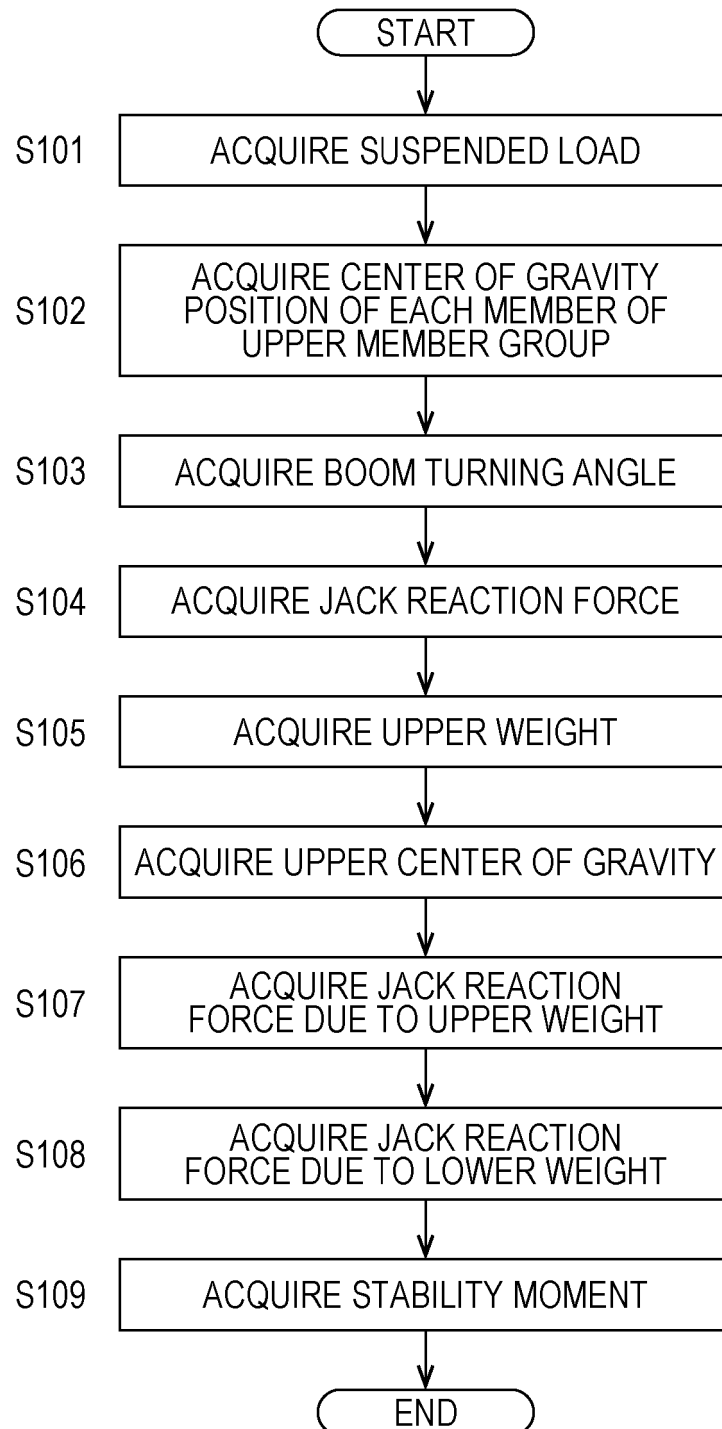 START
S101
ACQUIRE SUSPENDED LOAD
S102
ACQUIRE CENTER OF GRAVITY
POSITION OF EACH MEMBER OF
UPPER MEMBER GROUP
S103
ACQUIRE BOOM TURNING ANGLE
S104
ACQUIRE JACK REACTION FORCE
S105
ACQUIRE UPPER WEIGHT
S106
ACQUIRE UPPER CENTER OF GRAVITY
S107
ACQUIRE JACK REACTION
FORCE DUE TO UPPER WEIGHT
S108
ACQUIRE JACK REACTION
FORCE DUE TO LOWER WEIGHT
S109
ACQUIRE STABILITY MOMENT
END